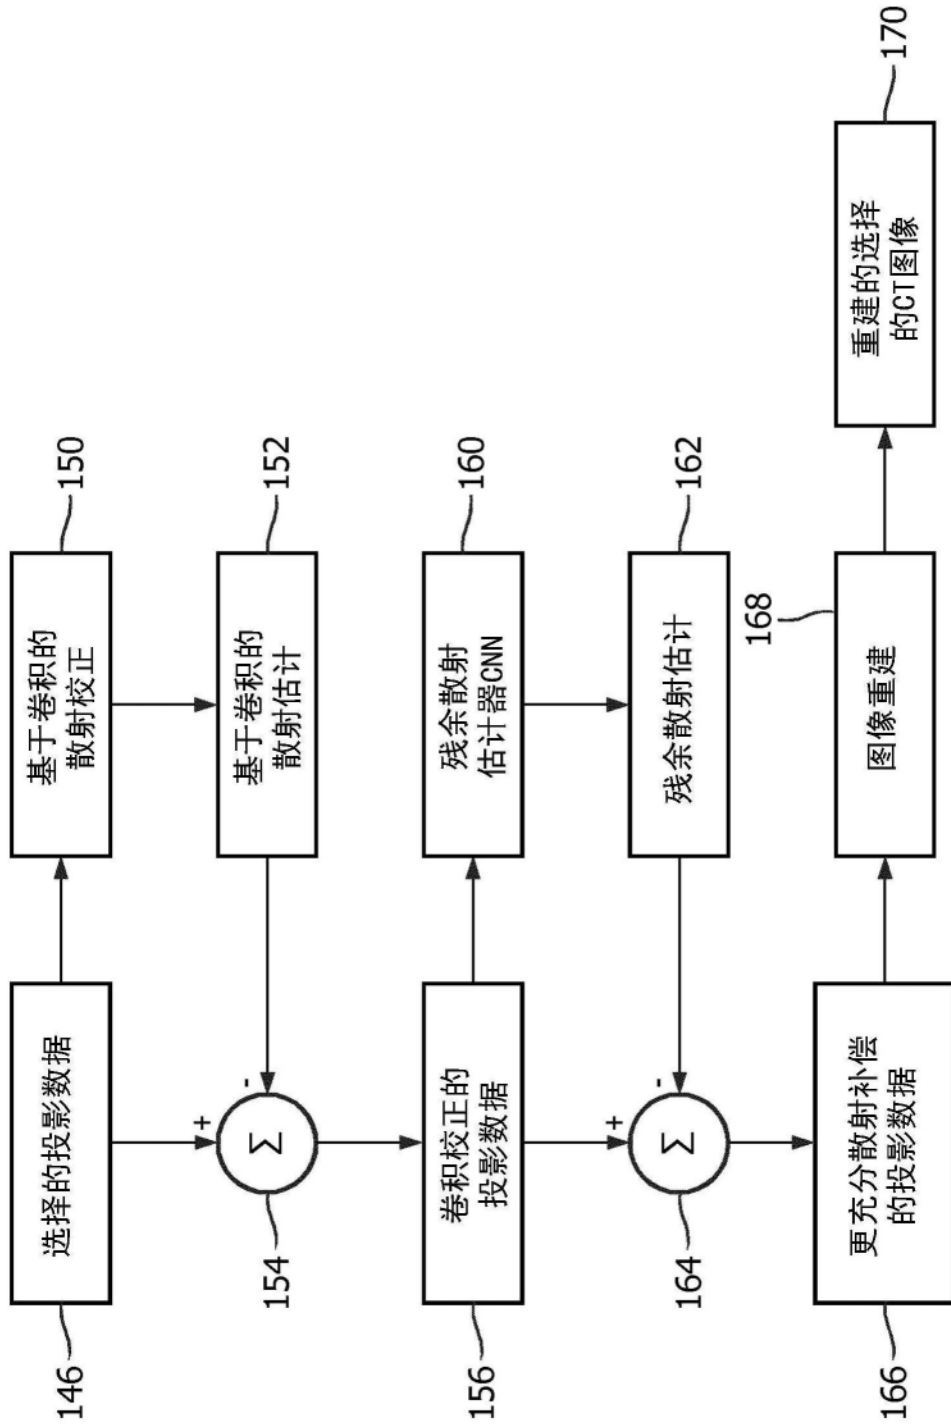 146
选择的投影数据
基于卷积的
散射校正
150
154
+
-
Σ
基于卷积的
散射估计
152
156
卷积校正的
投影数据
残余散射
估计器CNN
160
164
+
-
Σ
残余散射估计
162
166
更充分散射补偿
的投影数据
168
图像重建
重建的选择
的CT图像
170